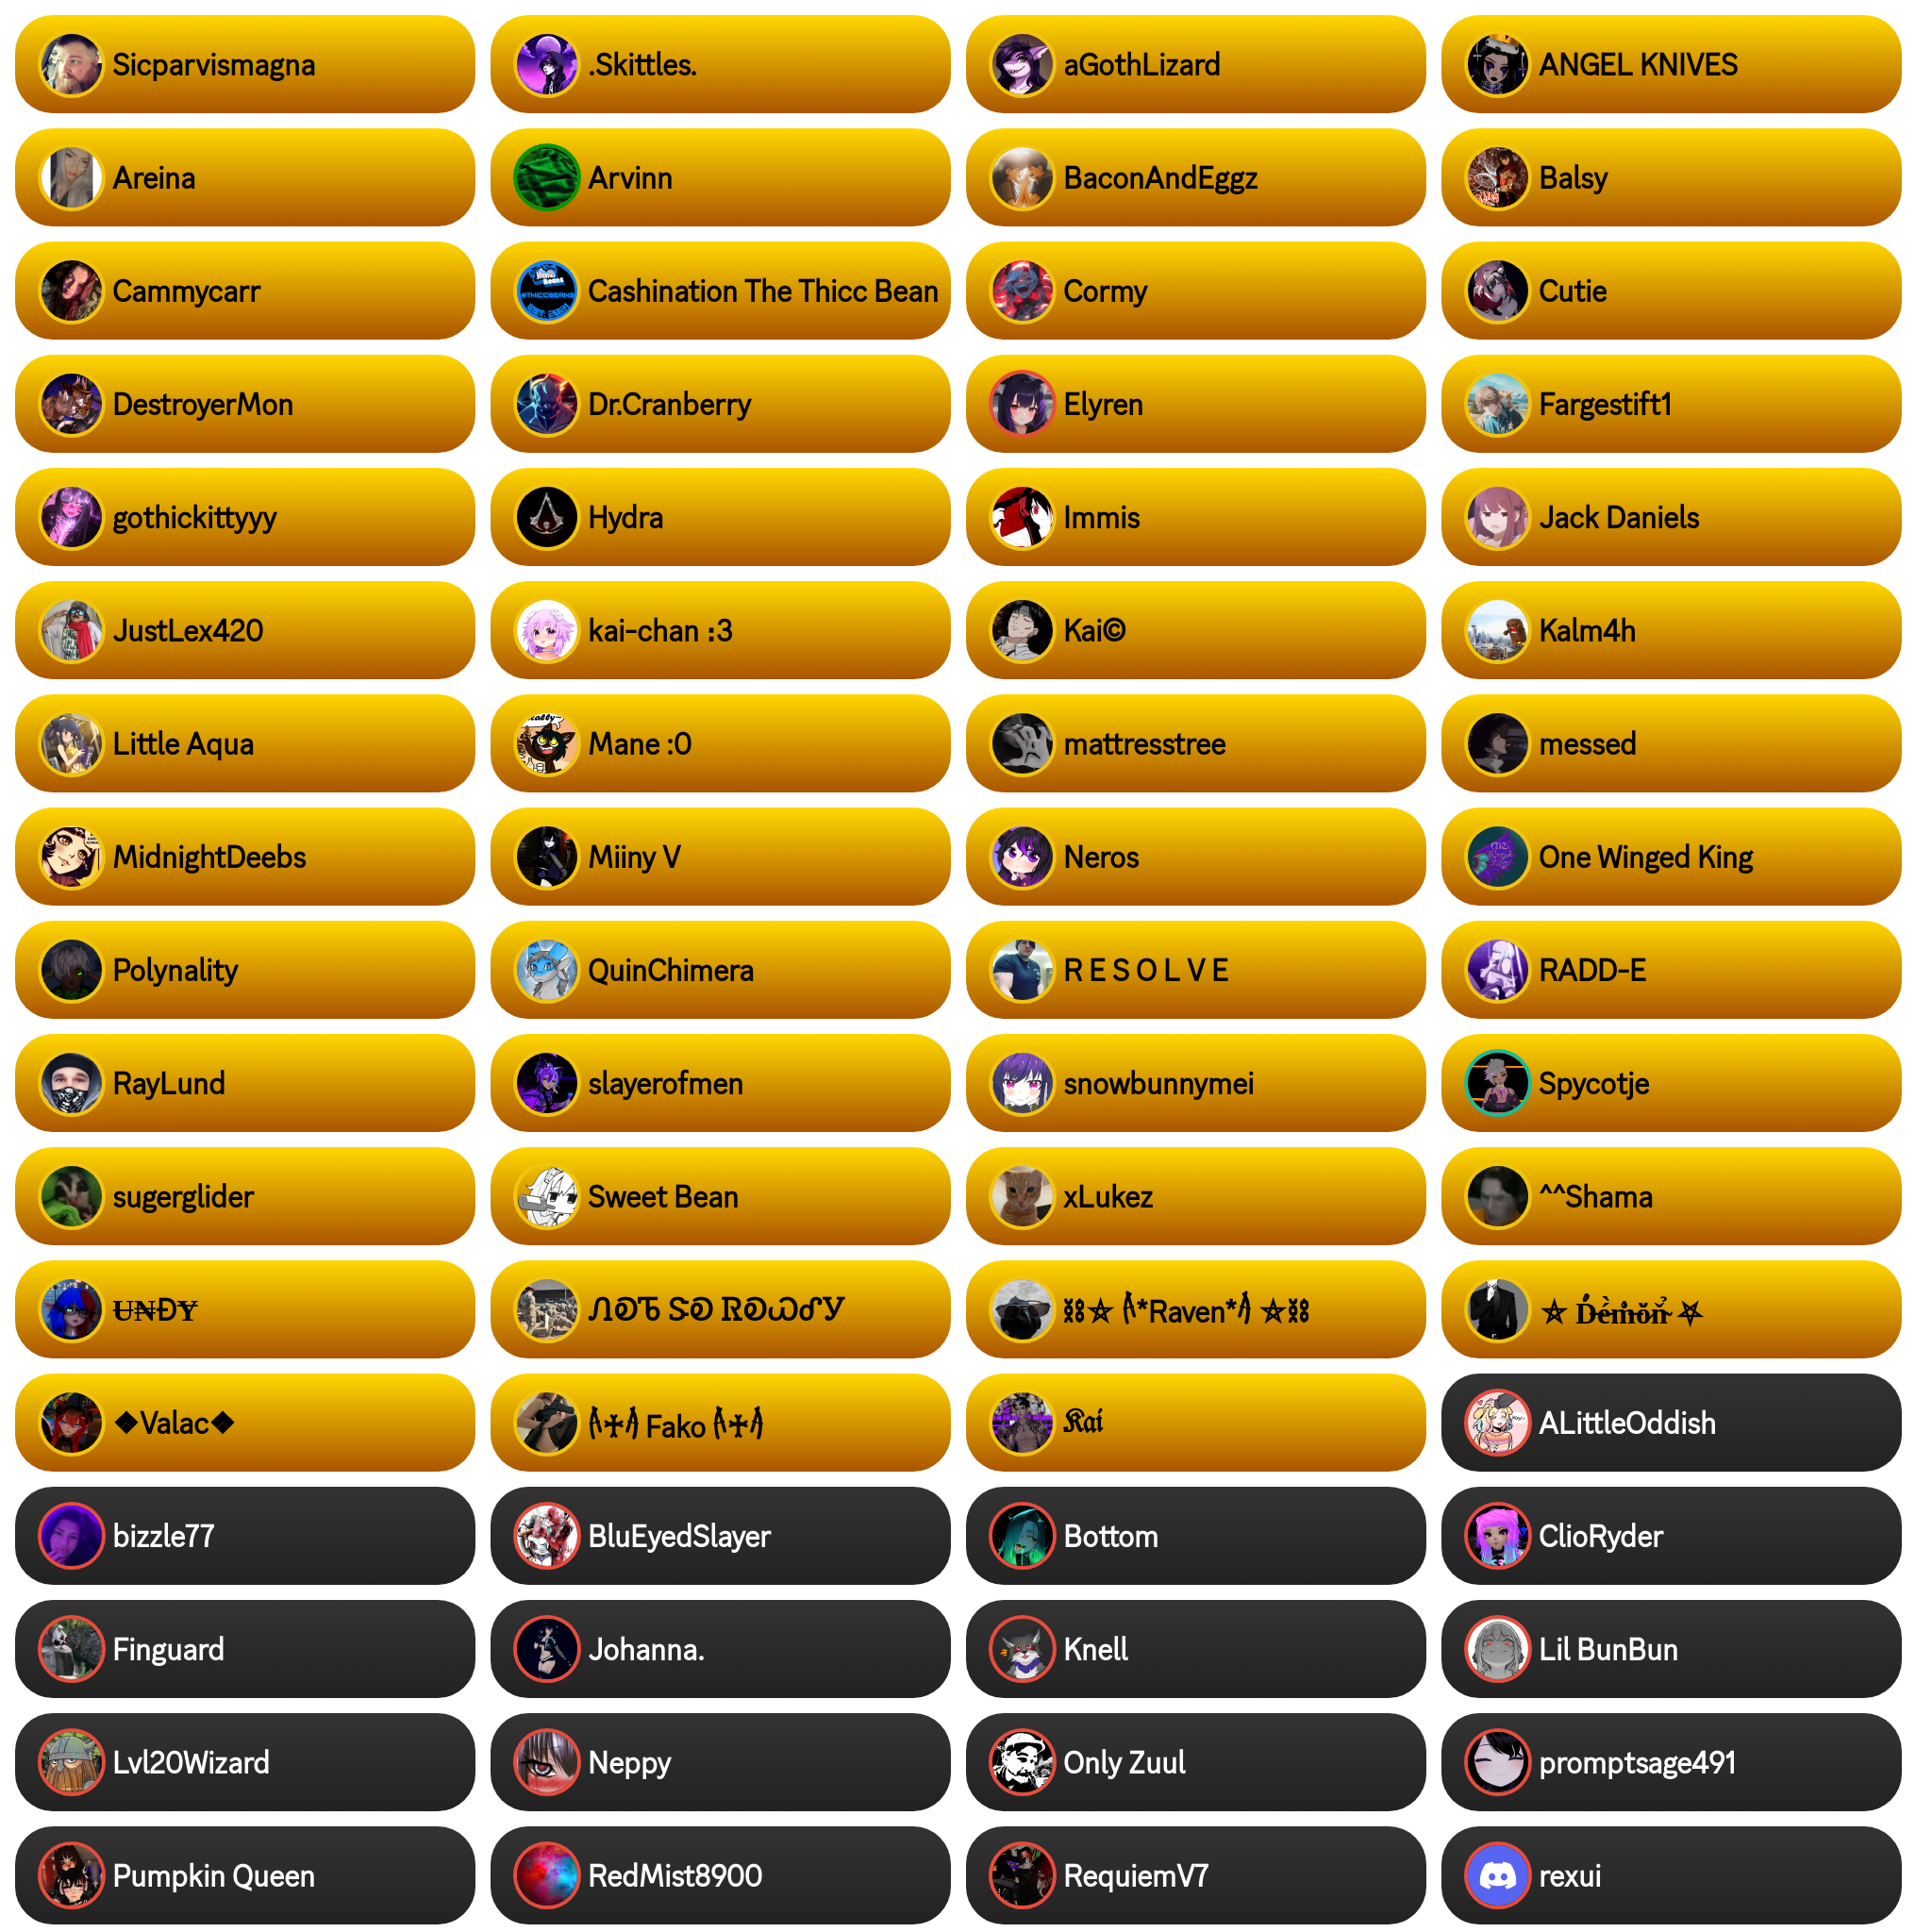 Sicparvismagna
.Skittles.
aGothLizard
ANGEL KNIVES
Areina
Arvinn
BaconAndEggz
Balsy
Cammycarr
Cashination The Thicc Bean
Cormy
Cutie
DestroyerMon
Dr.Cranberry
Elyren
Fargestift1
gothickittyyy
Hydra
Immis
Jack Daniels
JustLex420
kai-chan :3
Kai©
Kalm4h
Little Aqua
Mane :0
mattresstree
messed
MidnightDeebs
Miiny V
Neros
One Winged King
Polynality
QuinChimera
R E S O L V E
RADD-E
RayLund
slayerofmen
snowbunnymei
Spycotje
sugerglider
Sweet Bean
xLukez
^^Shama
*Raven*
◆Valac◆
Fako
𝕶𝖆𝖎
ALittleOddish
bizzle77
BluEyedSlayer
Bottom
ClioRyder
Finguard
Johanna.
Knell
Lil BunBun
Lvl20Wizard
Neppy
Only Zuul
promptsage491
Pumpkin Queen
RedMist8900
RequiemV7
rexui